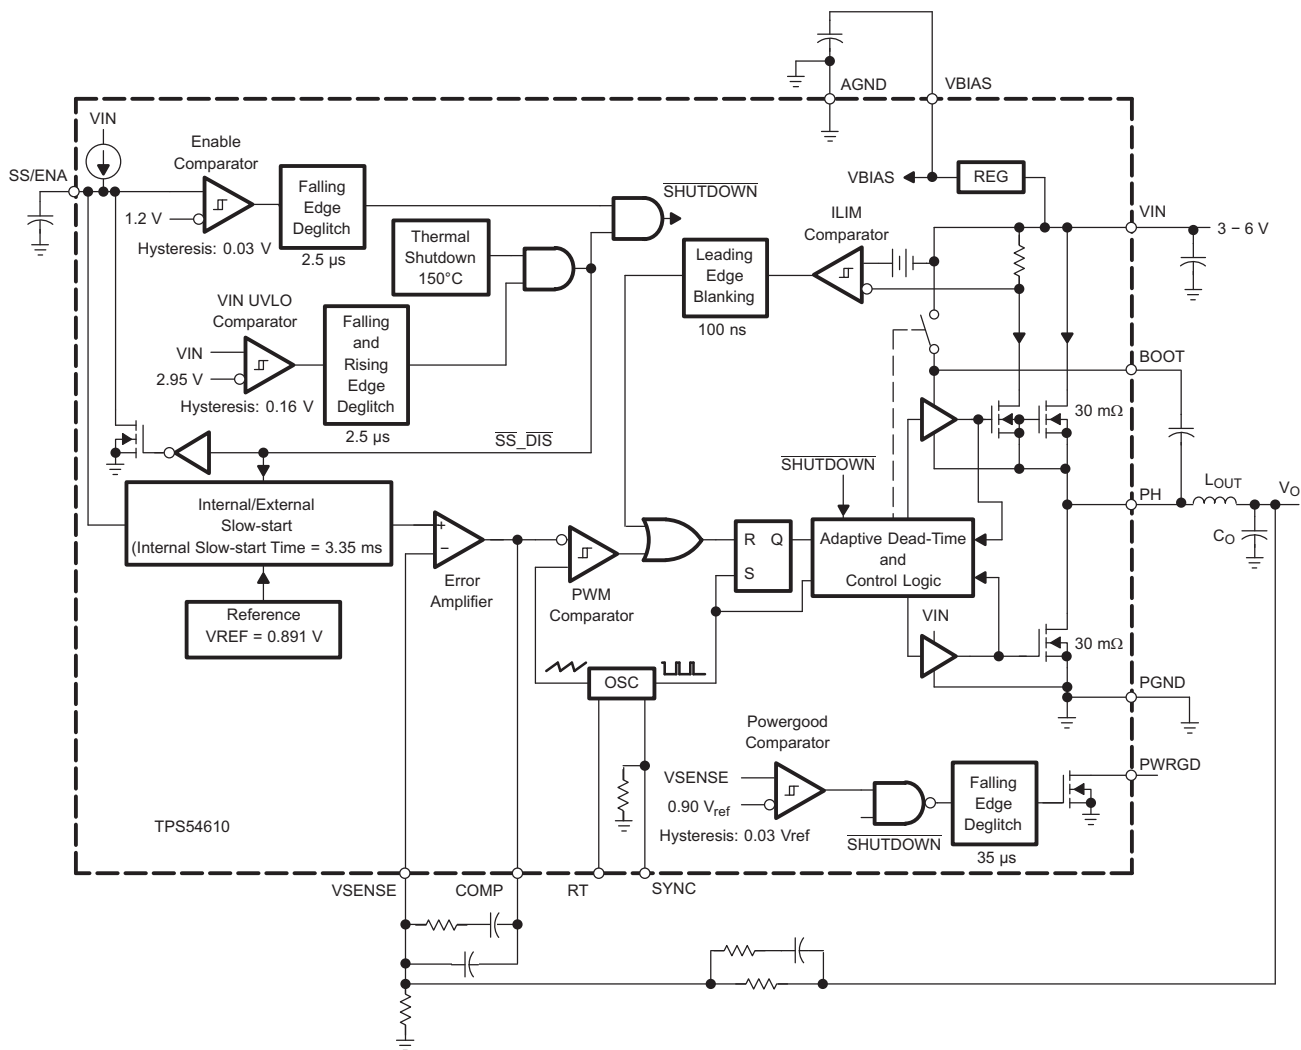 AGND
VBIAS
VIN
SS/ENA
Enable
Comparator
1.2 V
Hysteresis: 0.03 V
Falling
Edge
Deglitch
2.5 µs
SHUTDOWN
Thermal
Shutdown
150°C
VIN UVLO
Comparator
VIN
2.95 V
Hysteresis: 0.16 V
Falling
and
Rising
Edge
Deglitch
2.5 µs
SS_DIS
VBIAS
REG
ILIM
Comparator
Leading
Edge
Blanking
100 ns
VIN
3 – 6 V
BOOT
30 mΩ
PH
LOUT
VO
CO
Internal/External
Slow-start
(Internal Slow-start Time = 3.35 ms
Reference
VREF = 0.891 V
+
−
Error
Amplifier
PWM
Comparator
R Q
S
SHUTDOWN
Adaptive Dead-Time
and
Control Logic
VIN
30 mΩ
OSC
PGND
Powergood
Comparator
VSENSE
0.90 Vref
Hysteresis: 0.03 Vref
SHUTDOWN
Falling
Edge
Deglitch
35 µs
PWRGD
TPS54610
VSENSE
COMP
RT
SYNC